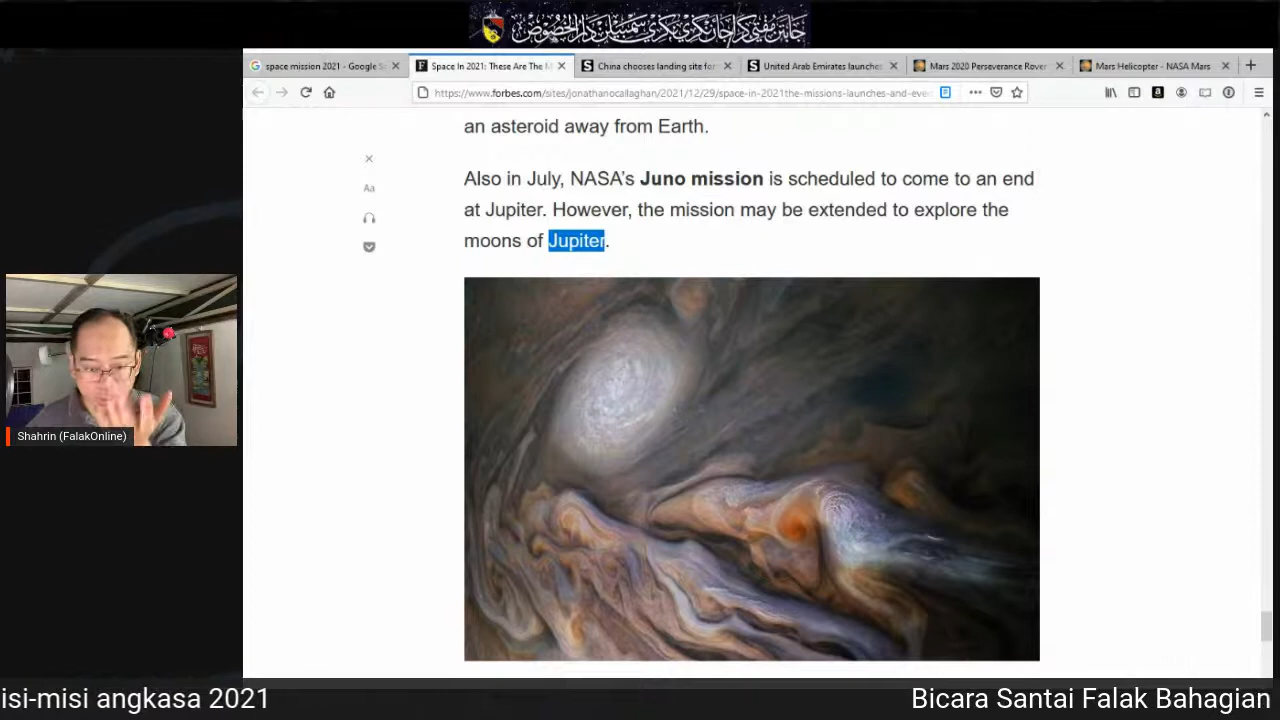 space mission 2021 - Google S
Space In 2021: These Are The M
China chooses landing site for
United Arab Emirates launches
Mars 2020 Perseverance Rover
Mars Helicopter - NASA Mars
https://www.forbes.com/sites/jonathanocallaghan/2021/12/29/space-in-2021the-missions-launches-and-eve
an asteroid away from Earth.
Aa
Also in July, NASA's Juno mission is scheduled to come to an end
at Jupiter. However, the mission may be extended to explore the
moons of Jupiter.
Shahrin (FalakOnline)
isi-misi angkasa 2021
Bicara Santai Falak Bahagian